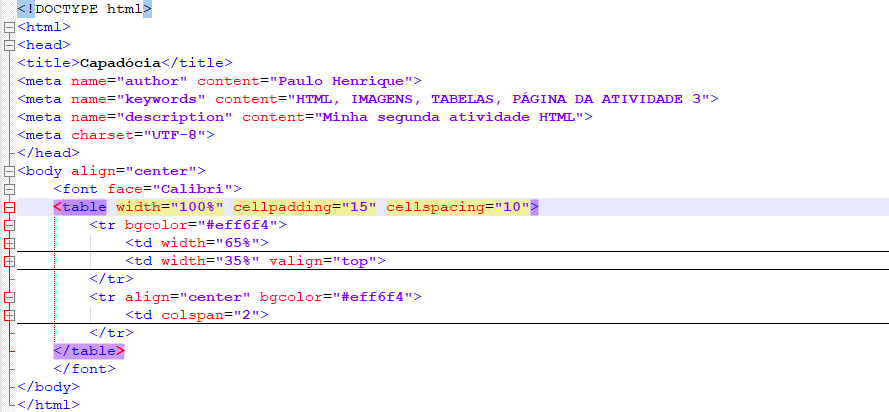 <!DOCTYPE html>
<html>
<head>
<title>Capadócia</title>
<meta name="author" content="Paulo Henrique">
<meta name="keywords" content="HTML, IMAGENS, TABELAS, PÁGINA DA ATIVIDADE 3">
<meta name="description" content="Minha segunda atividade HTML">
<meta charset="UTF-8">
</head>
<body align="center">
<font face="Calibri">
<table width="100%" cellpadding="15" cellspacing="10">
<tr bgcolor="#eff6f4">
<td width="65%">
<td width="35%" valign="top">
</tr>
<tr align="center" bgcolor="#eff6f4">
<td colspan="2">
</tr>
</table>
</font>
</body>
</html>